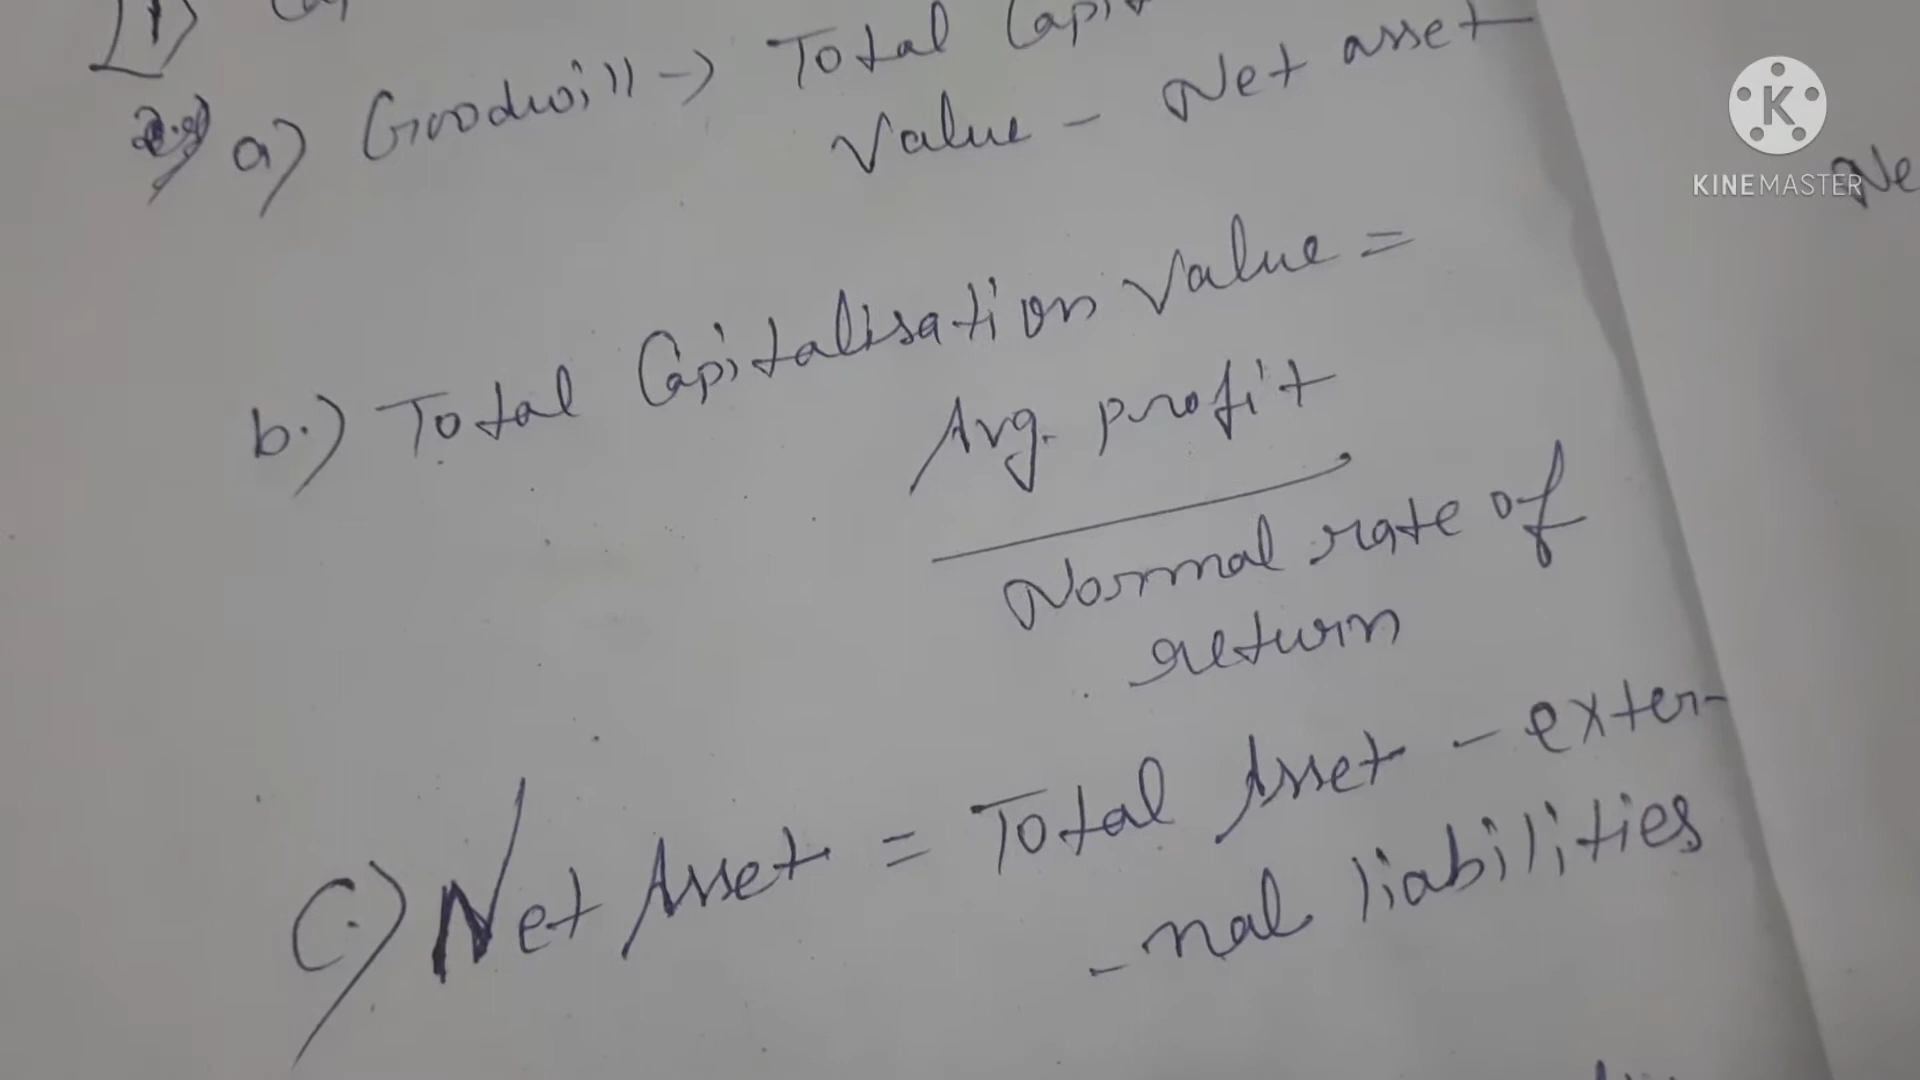 a) Goodwill → Total
Value - Net asset
b.) Total Capitalisation Value =
Avg. profit
Normal rate of
return
C.) Net Asset = Total Asset - exter-
-nal liabilities
K
KINEMASTER